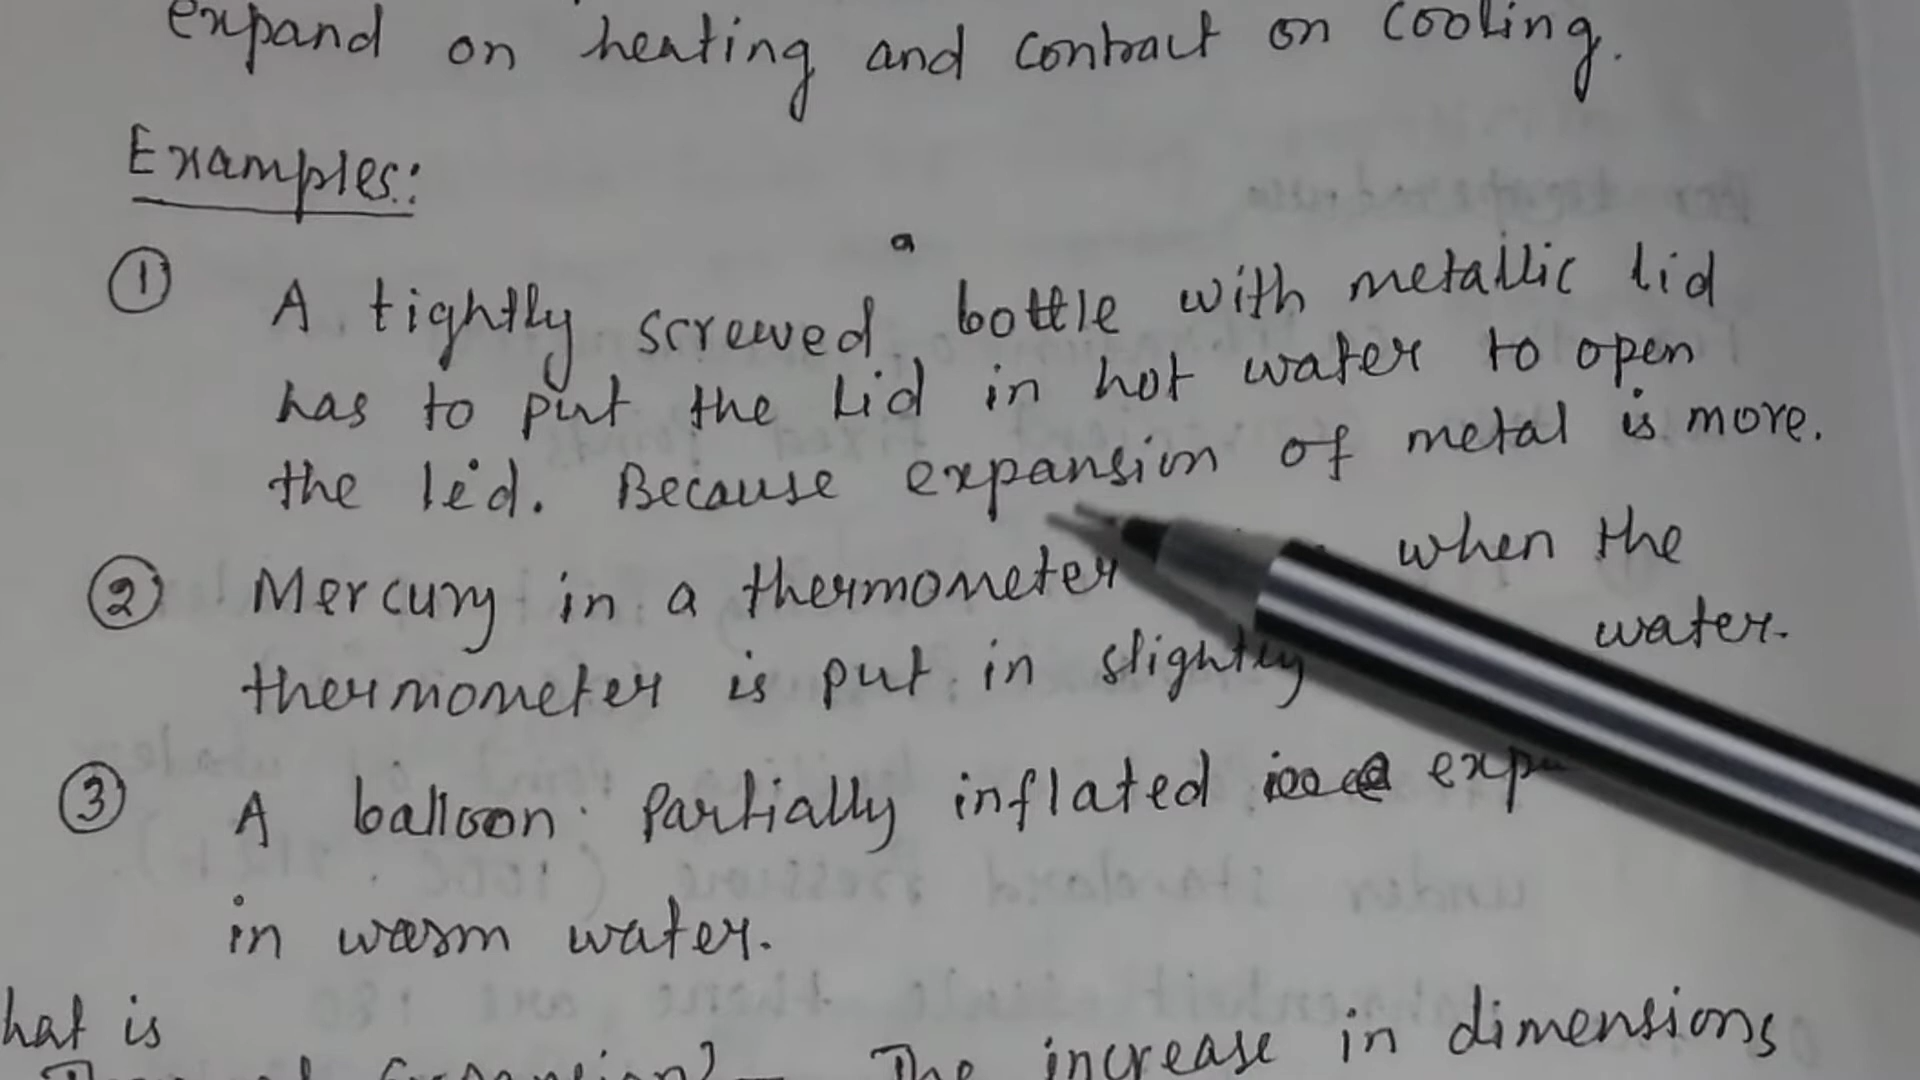 expand on heating and contract on cooling.
Examples:
a
① A tightly screwed bottle with metallic lid
has to put the lid in hot water to open
the lid. Because expansion of metal is more.
② Mercury in a thermometer when the
thermometer is put in slightly water.
③ A balloon. Partially inflated
in warm water.
hat is
The increase in dimensions